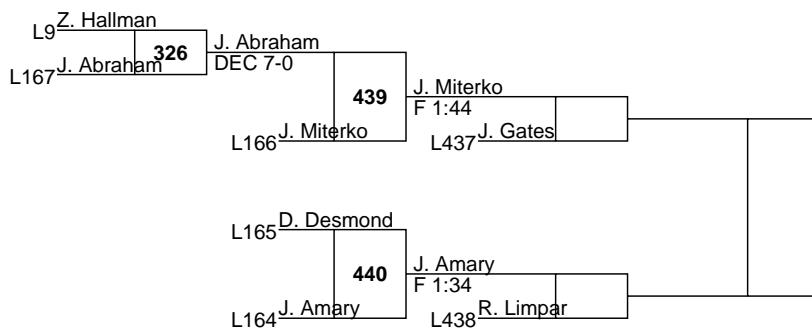 L9 Z. Hallman
326
L167 J. Abraham
J. Abraham
DEC 7-0
439
L166 J. Miterko
J. Miterko
F 1:44
L437 J. Gates
L165 D. Desmond
440
L164 J. Amary
J. Amary
F 1:34
L438 R. Limpar